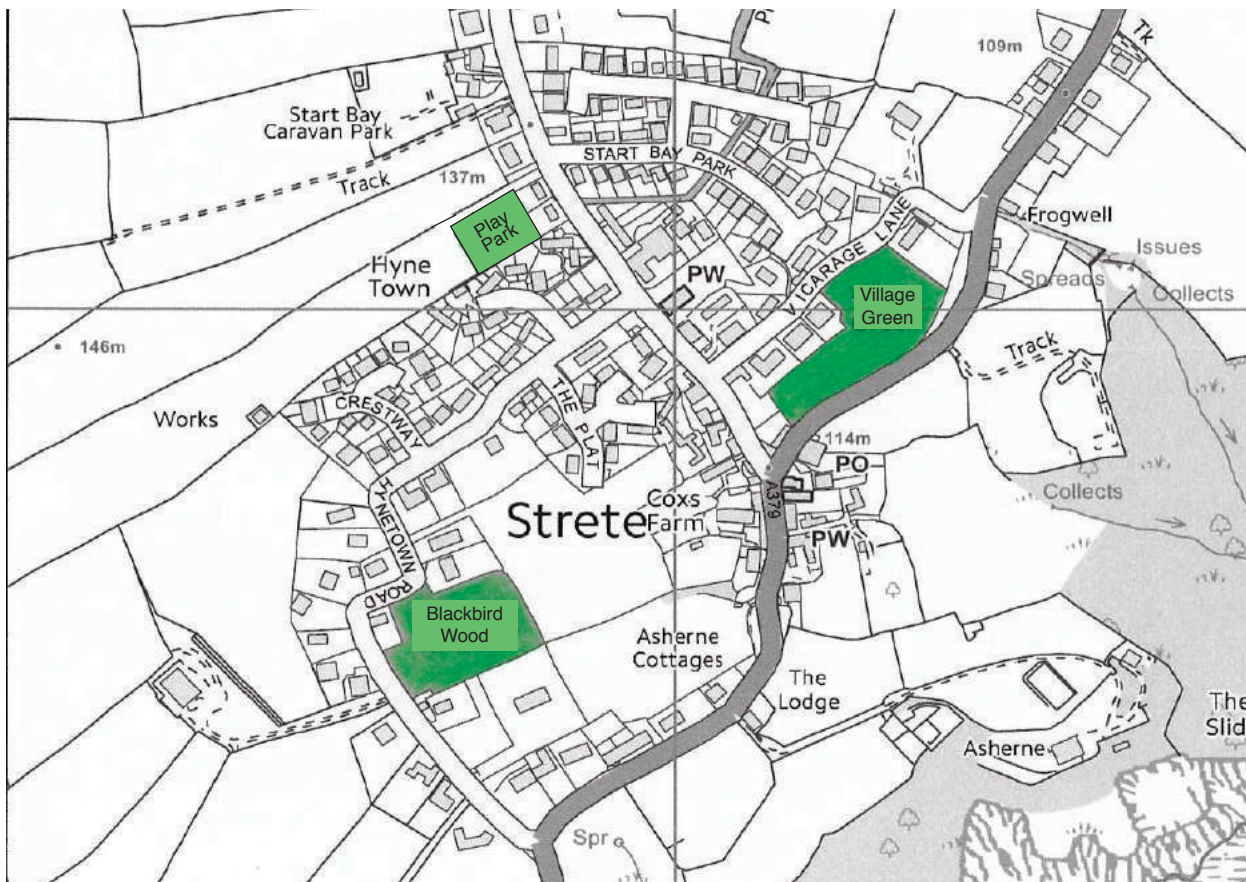 109m
Tk
Start Bay
Caravan Park
Track
137m
START BAY PARK
Play
Park
Frogwell
Issues
Spreads
Collects
Hyne
Town
PW
VICARAGE LANE
Village
Green
146m
Track
Works
CRESTWAY
THE PLAT
114m
PO
A379
Collects
Strete
Coxs
Farm
PW
HYNETOWN ROAD
Blackbird
Wood
Asherne
Cottages
The
Lodge
The
Slid
Asherne
Spr